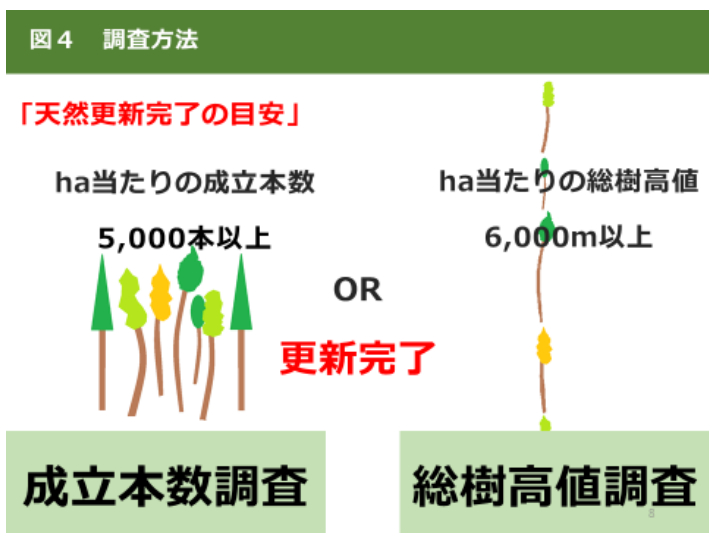 図４　調査方法
「天然更新完了の目安」
ha当たりの成立本数
5,000本以上
ha当たりの総樹高値
6,000m以上
OR
更新完了
成立本数調査
総樹高値調査
8